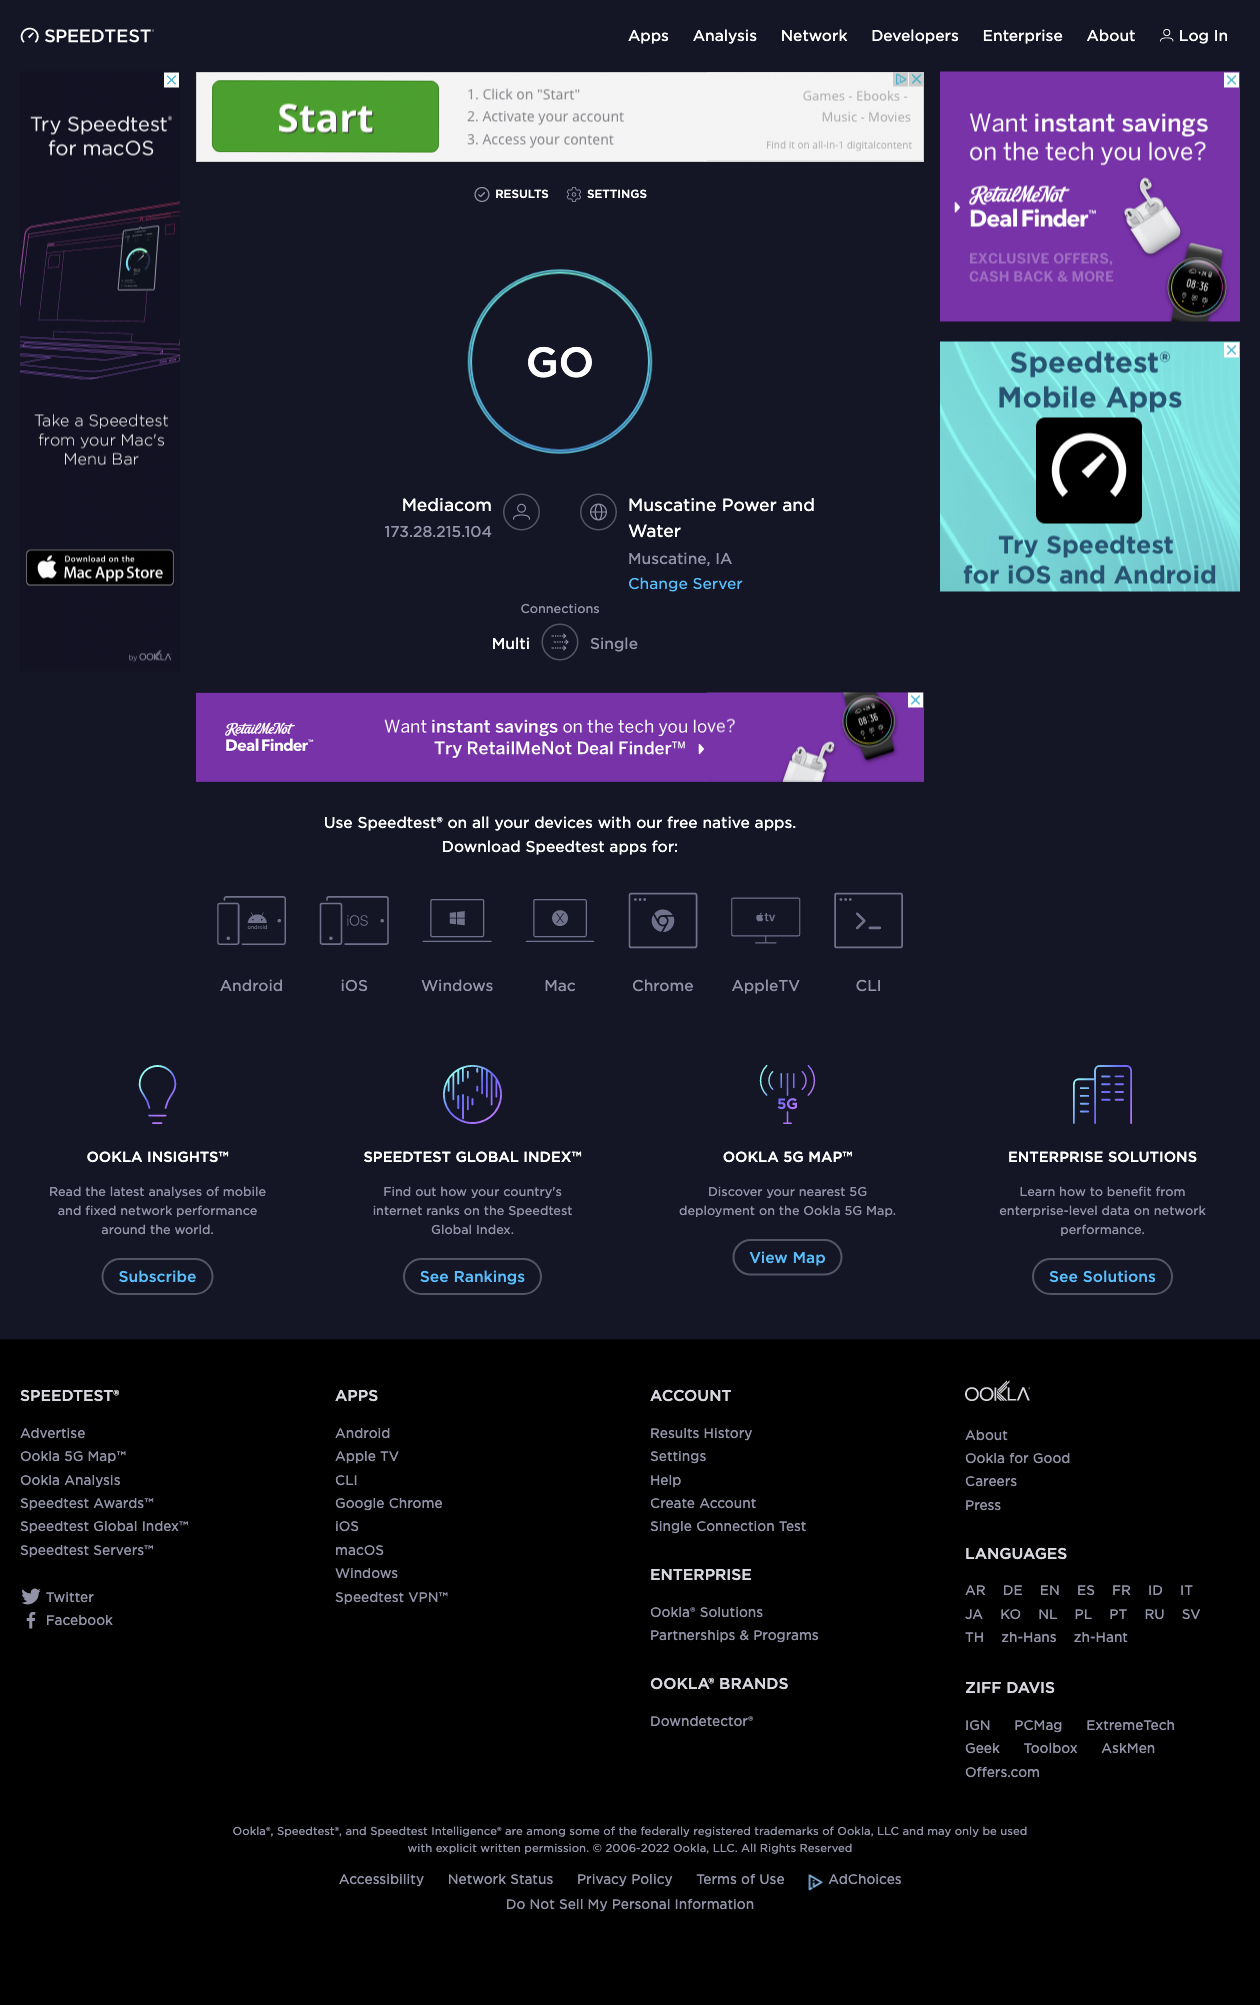 SPEEDTEST
Apps Analysis Network Developers Enterprise About Log In
Try Speedtest®
for macOS
Take a Speedtest
from your Mac's
Menu Bar
Download on the
Mac App Store
by OOKLA
Start
1. Click on "Start"
2. Activate your account
3. Access your content
Games - Ebooks -
Music - Movies
Find it on all-in-1 digitalcontent
RESULTS SETTINGS
GO
Mediacom
173.28.215.104
Muscatine Power and
Water
Muscatine, IA
Change Server
Connections
Multi Single
Want instant savings
on the tech you love?
RetailMeNot
Deal Finder™
EXCLUSIVE OFFERS,
CASH BACK & MORE
08:36
Speedtest®
Mobile Apps
Try Speedtest
for iOS and Android
RetailMeNot
Deal Finder™
Want instant savings on the tech you love?
Try RetailMeNot Deal Finder™
08:36
Use Speedtest® on all your devices with our free native apps.
Download Speedtest apps for:
android
iOS
X
tv
Android iOS Windows Mac Chrome AppleTV CLI
5G
OOKLA INSIGHTS™
Read the latest analyses of mobile
and fixed network performance
around the world.
Subscribe
SPEEDTEST GLOBAL INDEX™
Find out how your country's
internet ranks on the Speedtest
Global Index.
See Rankings
OOKLA 5G MAP™
Discover your nearest 5G
deployment on the Ookla 5G Map.
View Map
ENTERPRISE SOLUTIONS
Learn how to benefit from
enterprise-level data on network
performance.
See Solutions
SPEEDTEST®
Advertise
Ookla 5G Map™
Ookla Analysis
Speedtest Awards™
Speedtest Global Index™
Speedtest Servers™
Twitter
Facebook
APPS
Android
Apple TV
CLI
Google Chrome
iOS
macOS
Windows
Speedtest VPN™
ACCOUNT
Results History
Settings
Help
Create Account
Single Connection Test
ENTERPRISE
Ookla® Solutions
Partnerships & Programs
OOKLA® BRANDS
Downdetector®
OOKLA
About
Ookla for Good
Careers
Press
LANGUAGES
AR DE EN ES FR ID IT
JA KO NL PL PT RU SV
TH zh-Hans zh-Hant
ZIFF DAVIS
IGN PCMag ExtremeTech
Geek Toolbox AskMen
Offers.com
Ookla®, Speedtest®, and Speedtest Intelligence® are among some of the federally registered trademarks of Ookla, LLC and may only be used
with explicit written permission. © 2006-2022 Ookla, LLC. All Rights Reserved
Accessibility Network Status Privacy Policy Terms of Use AdChoices
Do Not Sell My Personal Information